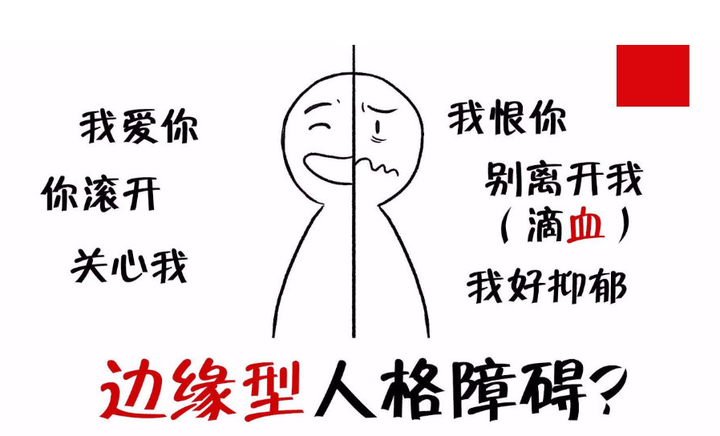 我爱你
你滚开
关心我
我恨你
别离开我
（滴血）
我好抑郁
边缘型人格障碍?